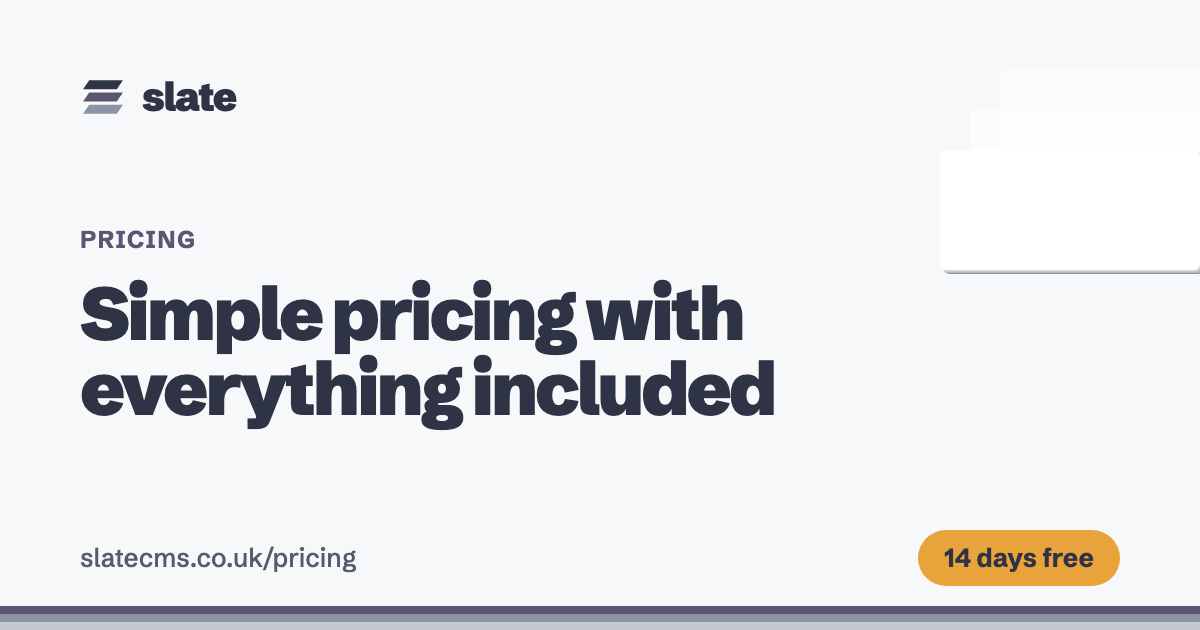 slate
PRICING
Simple pricing with
everything included
slatecms.co.uk/pricing
14 days free